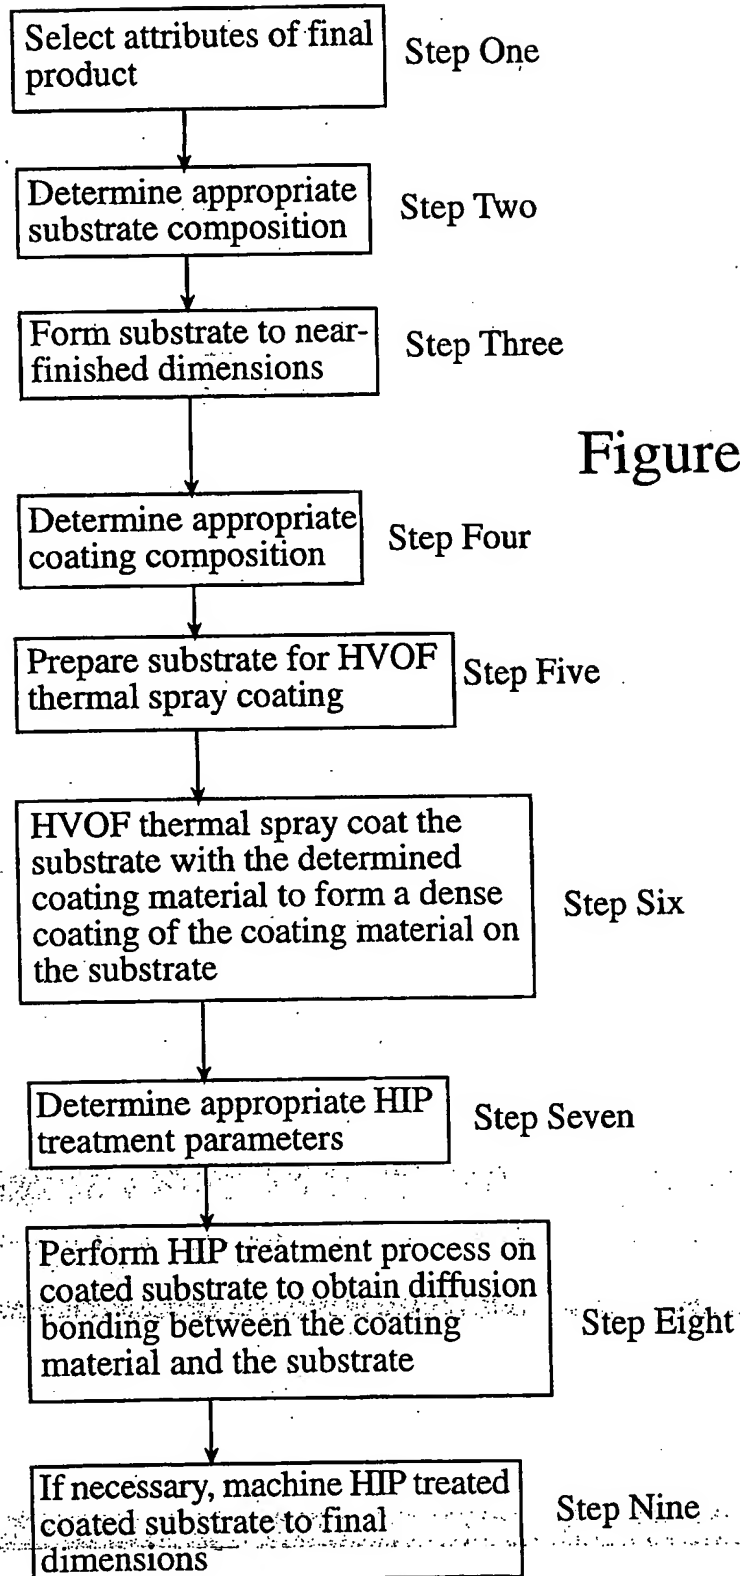 Select attributes of final
product
Step One
Determine appropriate
substrate composition
Step Two
Form substrate to near-
finished dimensions
Step Three
Figure
Determine appropriate
coating composition
Step Four
Prepare substrate for HVOF
thermal spray coating
Step Five
HVOF thermal spray coat the
substrate with the determined
coating material to form a dense
coating of the coating material on
the substrate
Step Six
Determine appropriate HIP
treatment parameters
Step Seven
Perform HIP treatment process on
coated substrate to obtain diffusion
bonding between the coating
material and the substrate
Step Eight
If necessary, machine HIP treated
coated substrate to final
dimensions
Step Nine